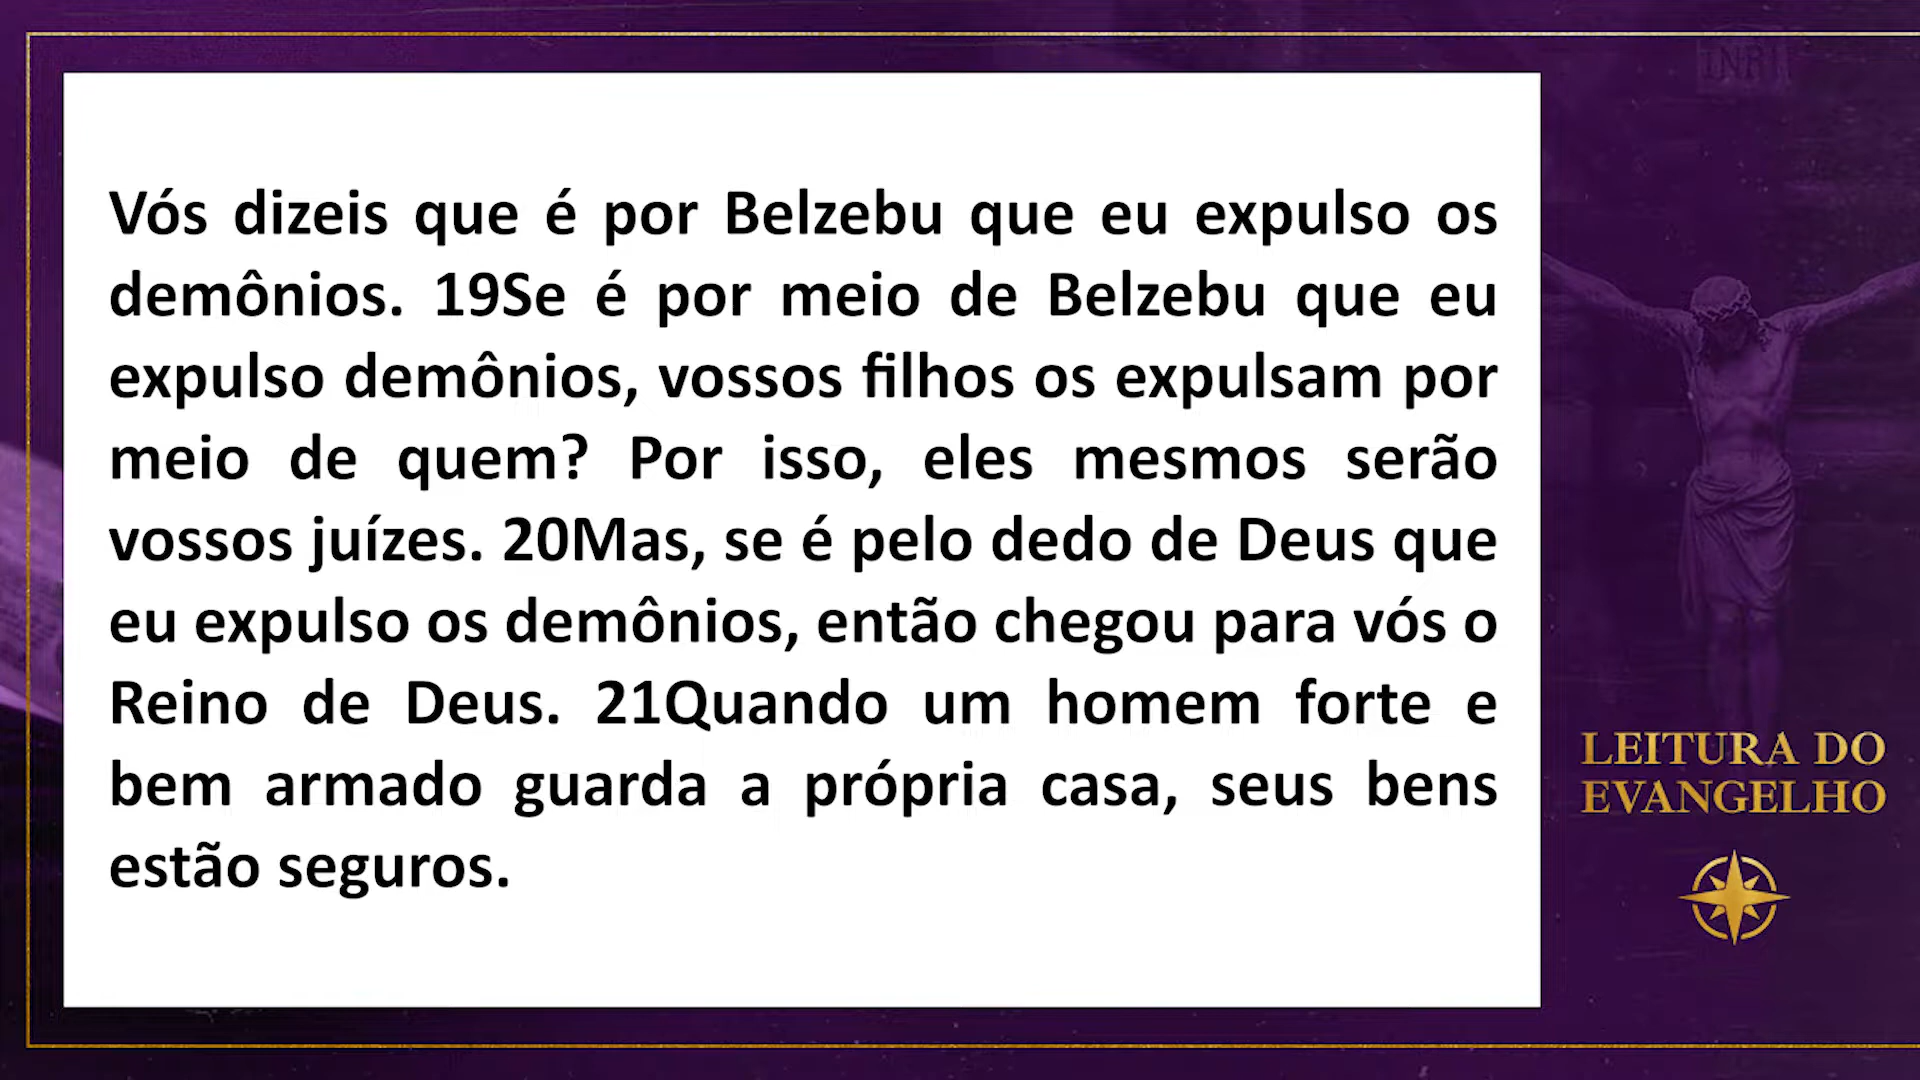 Vós dizeis que é por Belzebu que eu expulso os
demônios. 19Se é por meio de Belzebu que eu
expulso demônios, vossos filhos os expulsam por
meio de quem? Por isso, eles mesmos serão
vossos juízes. 20Mas, se é pelo dedo de Deus que
eu expulso os demônios, então chegou para vós o
Reino de Deus. 21Quando um homem forte e
bem armado guarda a própria casa, seus bens
estão seguros.
INRI
LEITURA DO
EVANGELHO